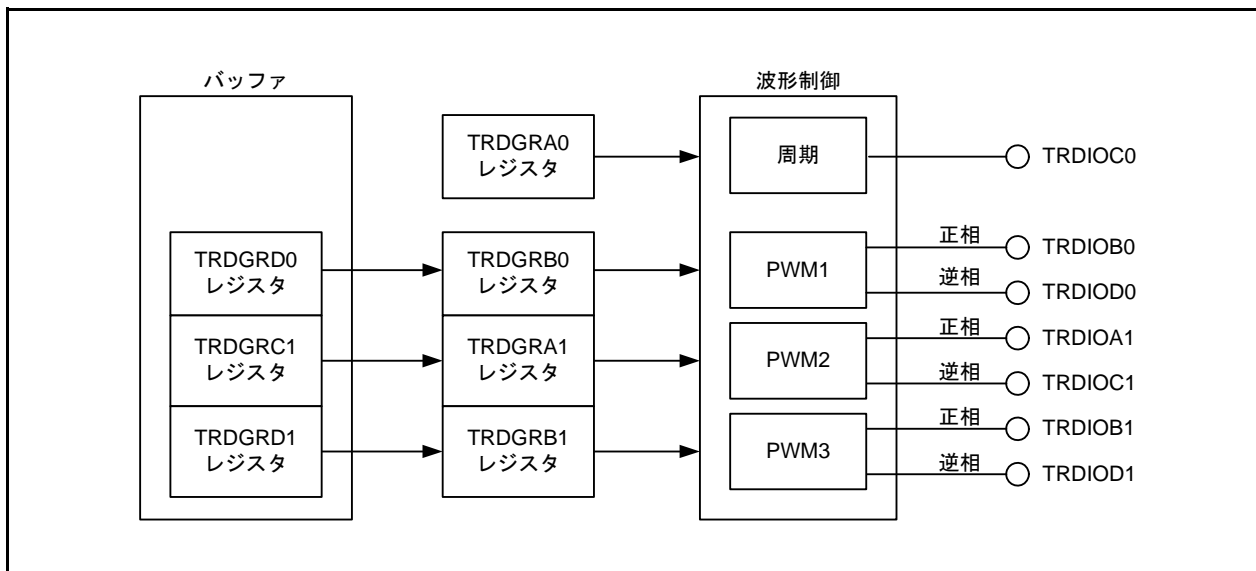 バッファ
波形制御
TRDGRA0
レジスタ
周期
TRDIOC0
TRDGRD0
レジスタ
TRDGRB0
レジスタ
PWM1
正相
TRDIOB0
逆相
TRDIOD0
TRDGRC1
レジスタ
TRDGRA1
レジスタ
PWM2
正相
TRDIOA1
逆相
TRDIOC1
TRDGRD1
レジスタ
TRDGRB1
レジスタ
PWM3
正相
TRDIOB1
逆相
TRDIOD1